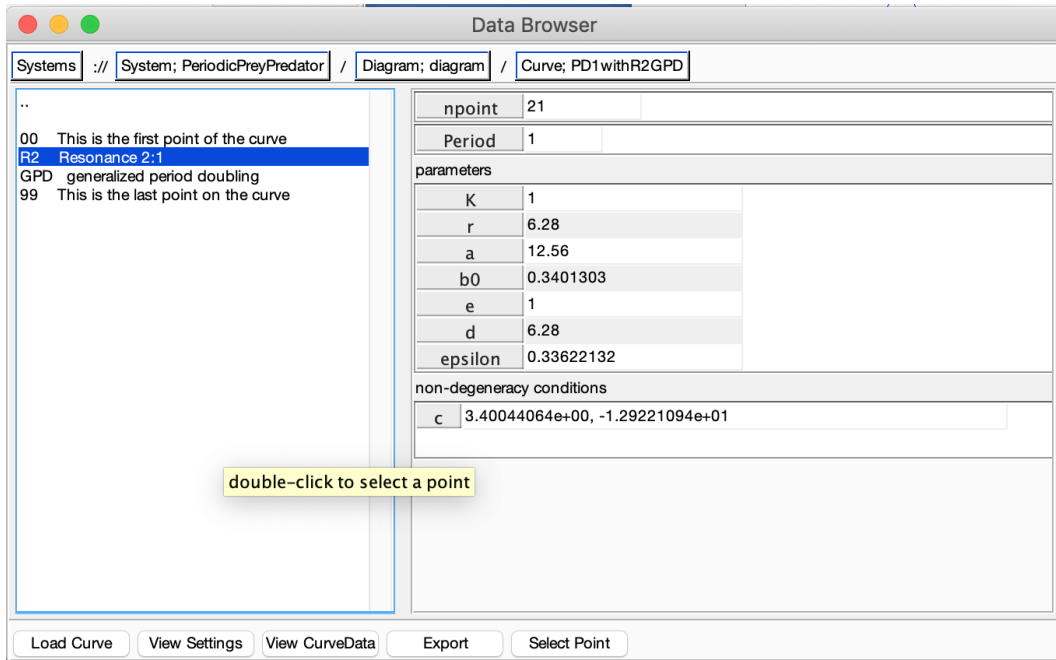 Data Browser
Systems :// System; PeriodicPreyPredator / Diagram; diagram / Curve; PD1withR2GPD
..
00 This is the first point of the curve
R2 Resonance 2:1
GPD generalized period doubling
99 This is the last point on the curve
double-click to select a point
npoint 21
Period 1
parameters
K 1
r 6.28
a 12.56
b0 0.3401303
e 1
d 6.28
epsilon 0.33622132
non-degeneracy conditions
c 3.40044064e+00, -1.29221094e+01
Load Curve View Settings View CurveData Export Select Point